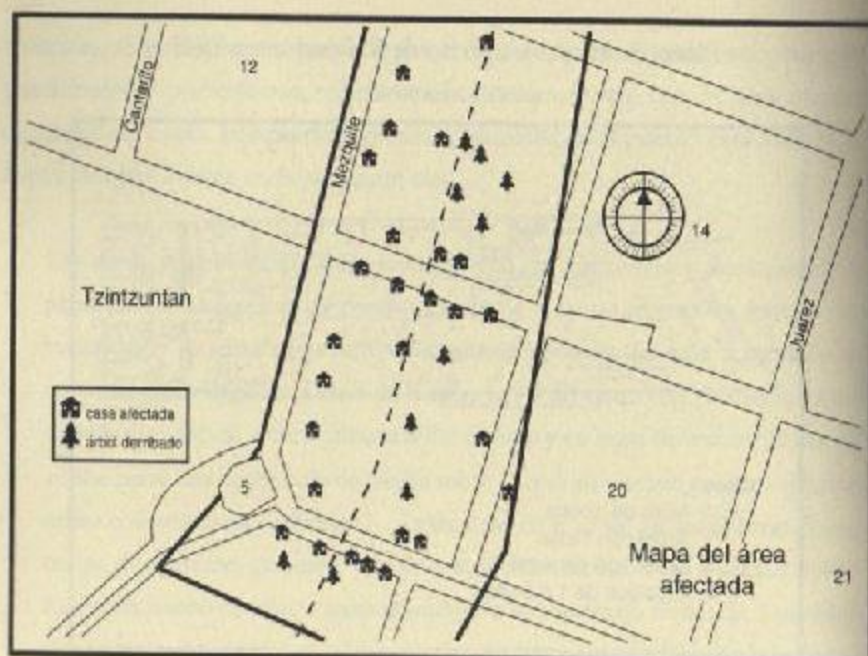 12
Cantarito
Mezquite
14
Tzintzuntan
Juarez
casa afectada
árbol derribado
5
20
Mapa del área
afectada
21